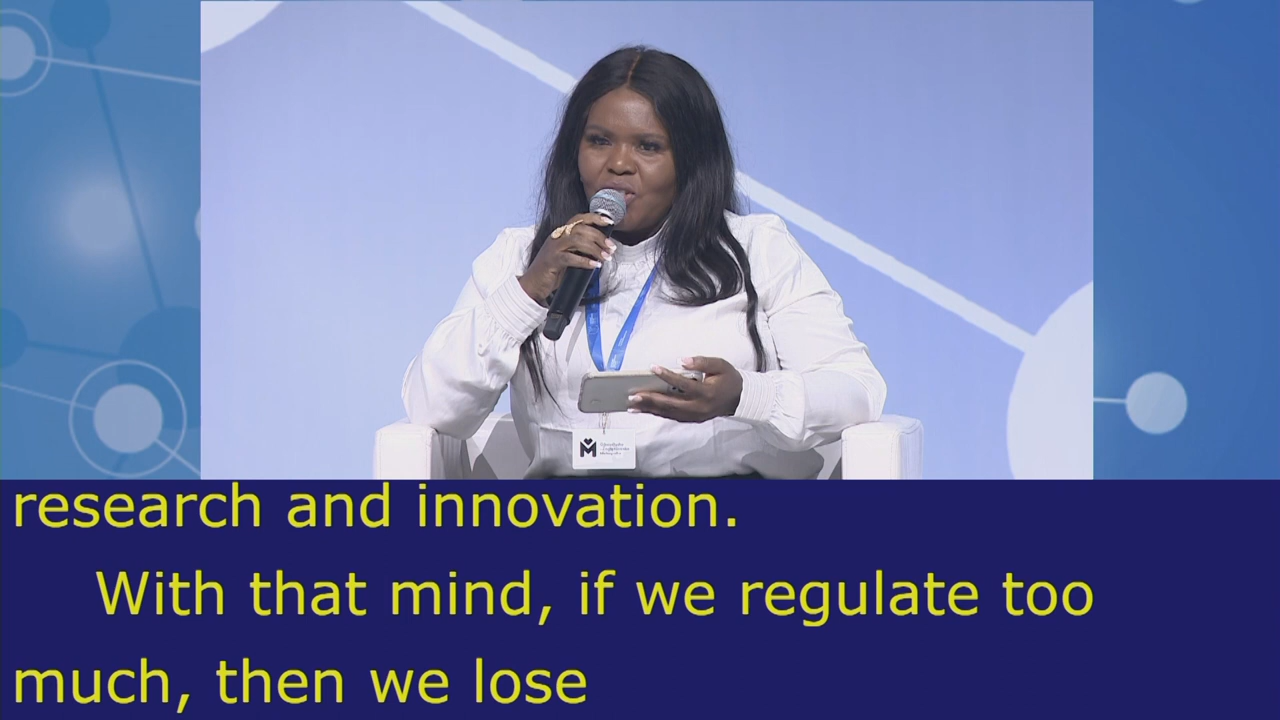 M
research and innovation.
With that mind, if we regulate too
much, then we lose